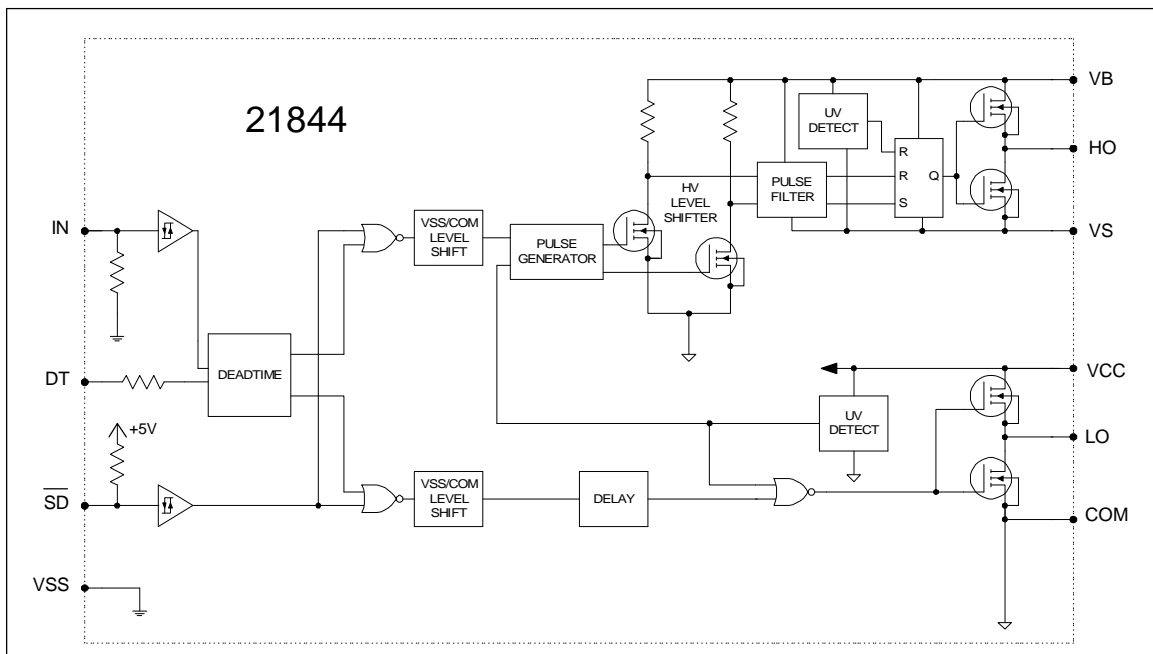 21844
VB
UV
DETECT
HO
R
R
Q
S
PULSE
FILTER
HV
LEVEL
SHIFTER
VS
IN
VSS/COM
LEVEL
SHIFT
PULSE
GENERATOR
DT
DEADTIME
VCC
UV
DETECT
LO
+5V
SD
VSS/COM
LEVEL
SHIFT
DELAY
COM
VSS